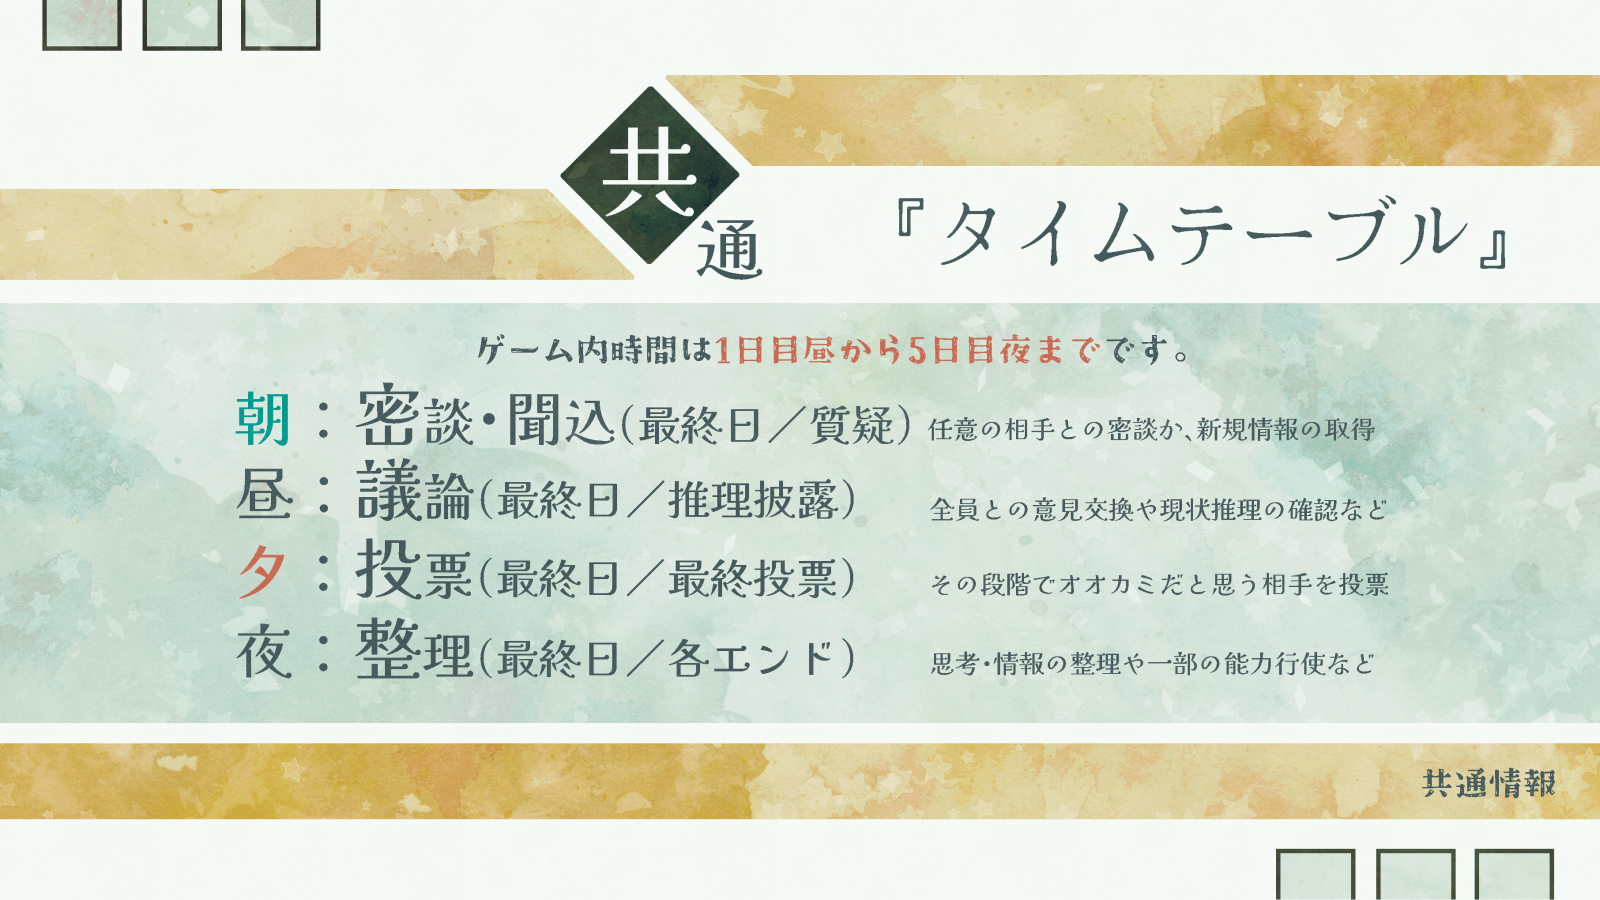 共通
『タイムテーブル』
ゲーム内時間は1日目昼から5日目夜までです。
朝：密談・聞込(最終日／質疑) 任意の相手との密談か、新規情報の取得
昼：議論(最終日／推理披露) 全員との意見交換や現状推理の確認など
夕：投票(最終日／最終投票) その段階でオオカミだと思う相手を投票
夜：整理(最終日／各エンド) 思考・情報の整理や一部の能力行使など
共通情報